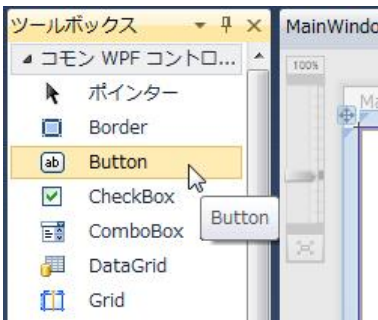 ツールボックス
MainWindo
コモン WPF コントロ...
ポインター
Border
Button
CheckBox
ComboBox
Button
DataGrid
Grid
100%
Ma